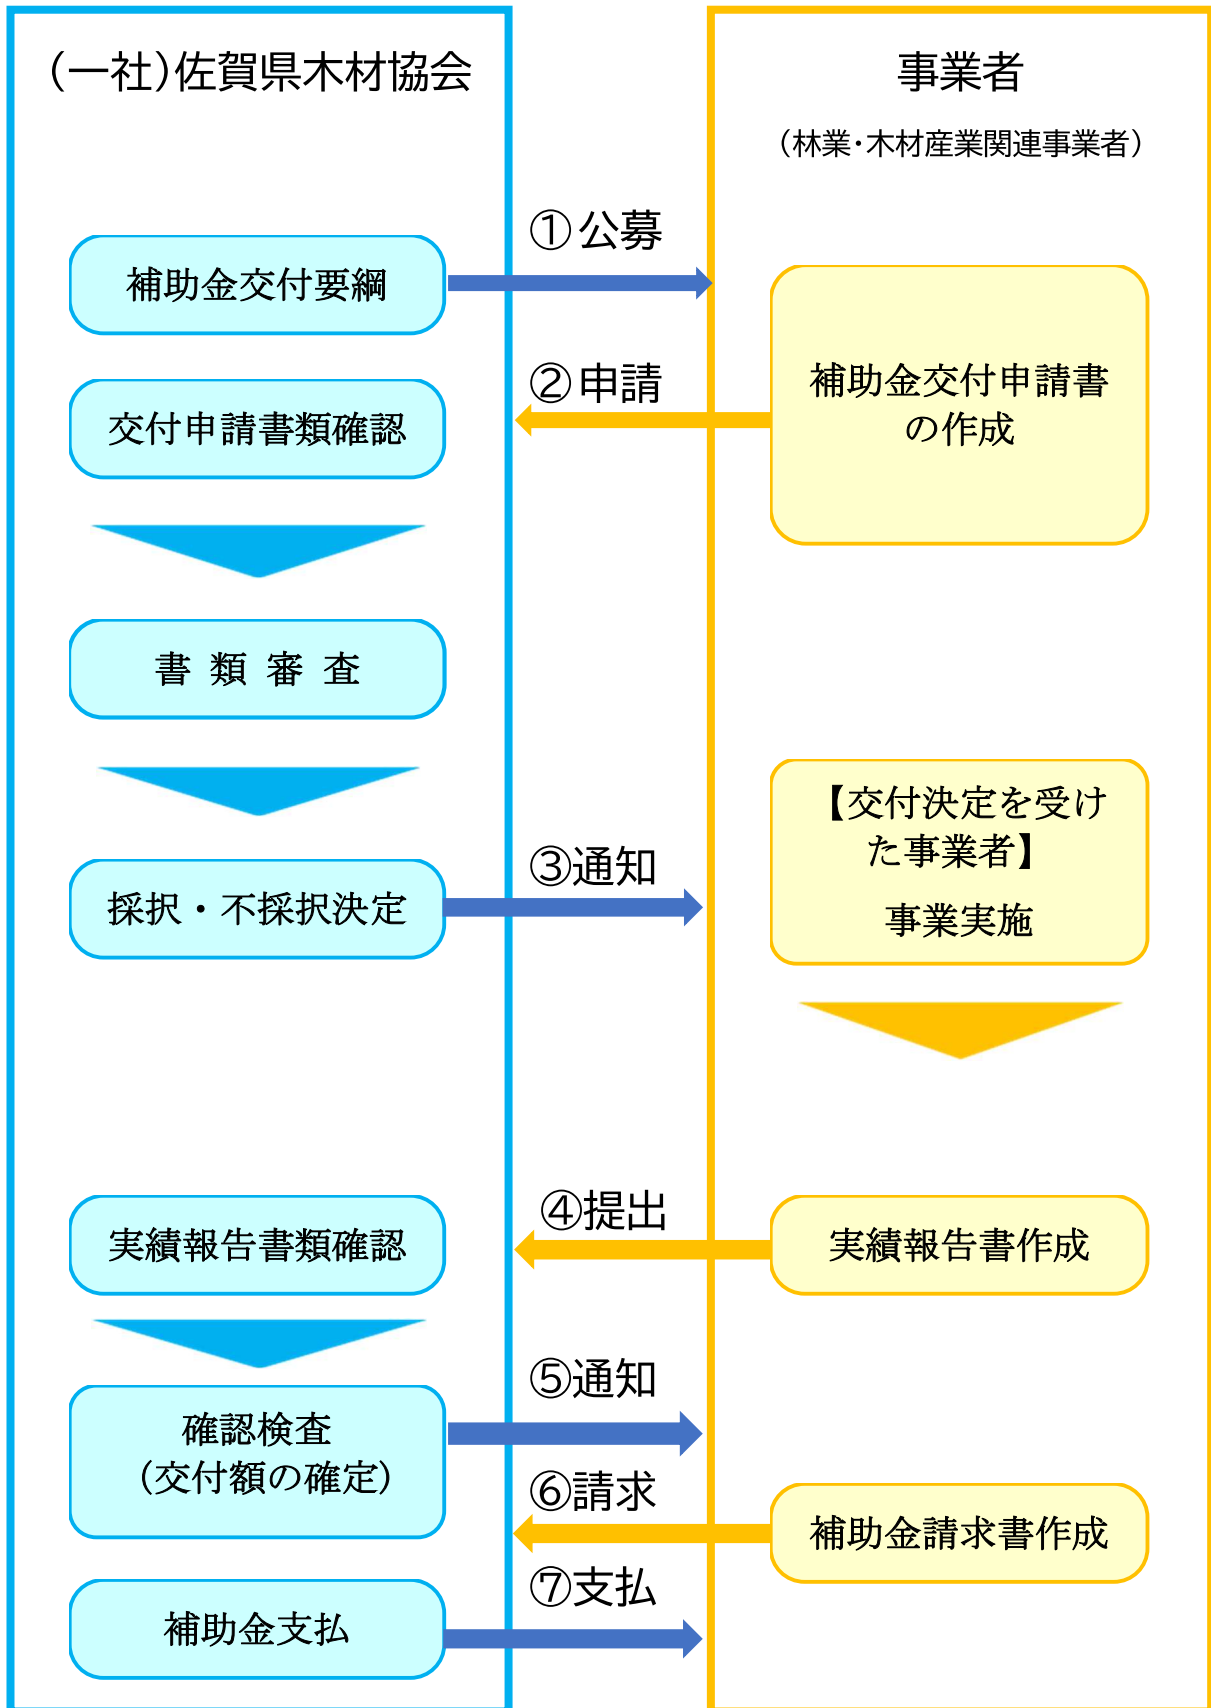 （一社）佐賀県木材協会
事業者
（林業・木材産業関連事業者）
①公募
補助金交付要綱
②申請
補助金交付申請書
の作成
交付申請書類確認
書 類 審 査
【交付決定を受け
た事業者】
事業実施
③通知
採択・不採択決定
④提出
実績報告書類確認
実績報告書作成
⑤通知
確認検査
（交付額の確定）
⑥請求
補助金請求書作成
⑦支払
補助金支払